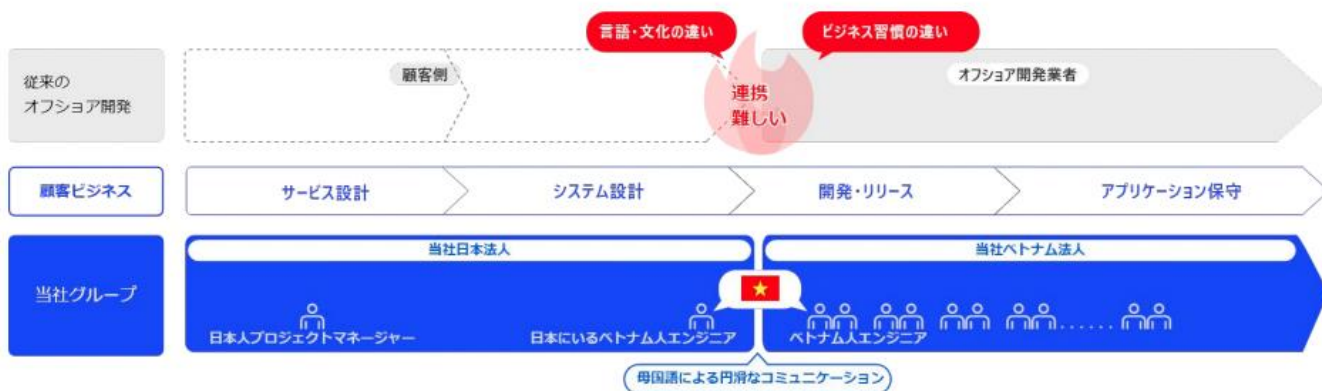 言語・文化の違い
ビジネス習慣の違い
従来の
オフショア開発
顧客側
連携
難しい
オフショア開発業者
顧客ビジネス
サービス設計
システム設計
開発・リリース
アプリケーション保守
当社グループ
当社日本法人
当社ベトナム法人
日本人プロジェクトマネージャー
日本にいるベトナム人エンジニア
ベトナム人エンジニア
......
母国語による円滑なコミュニケーション